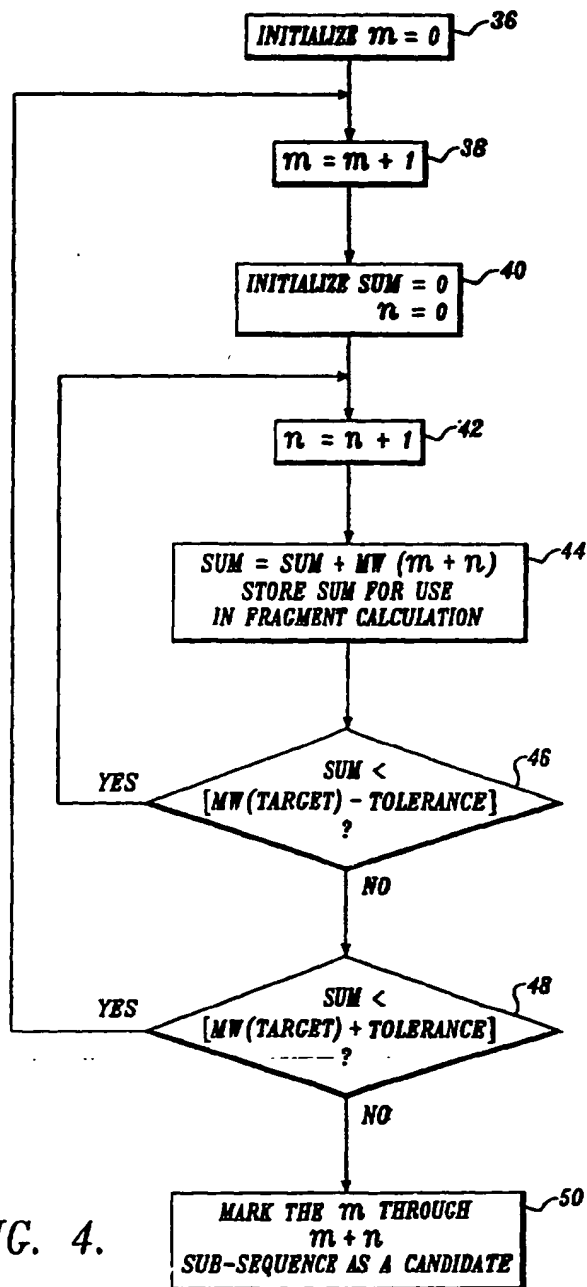 INITIALIZE m = 0
36
m = m + 1
38
INITIALIZE SUM = 0
n = 0
40
n = n + 1
42
SUM = SUM + MW (m + n)
STORE SUM FOR USE
IN FRAGMENT CALCULATION
44
YES
SUM <
[MW(TARGET) - TOLERANCE]
?
46
NO
YES
SUM <
[MW(TARGET) + TOLERANCE]
?
48
NO
MARK THE m THROUGH
m + n
SUB-SEQUENCE AS A CANDIDATE
50
IG. 4.